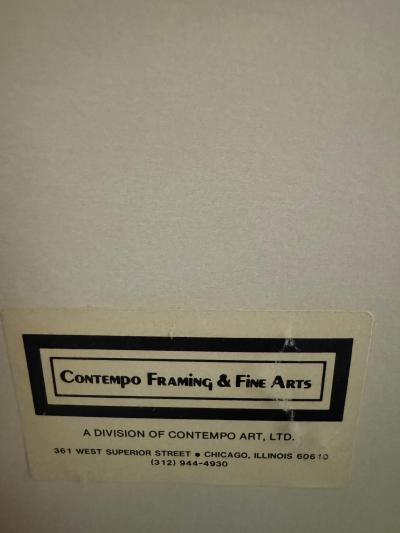 CONTEMPO FRAMING & FINE ARTS
A DIVISION OF CONTEMPO ART, LTD.
361 WEST SUPERIOR STREET ● CHICAGO, ILLINOIS 60610
(312) 944-4930